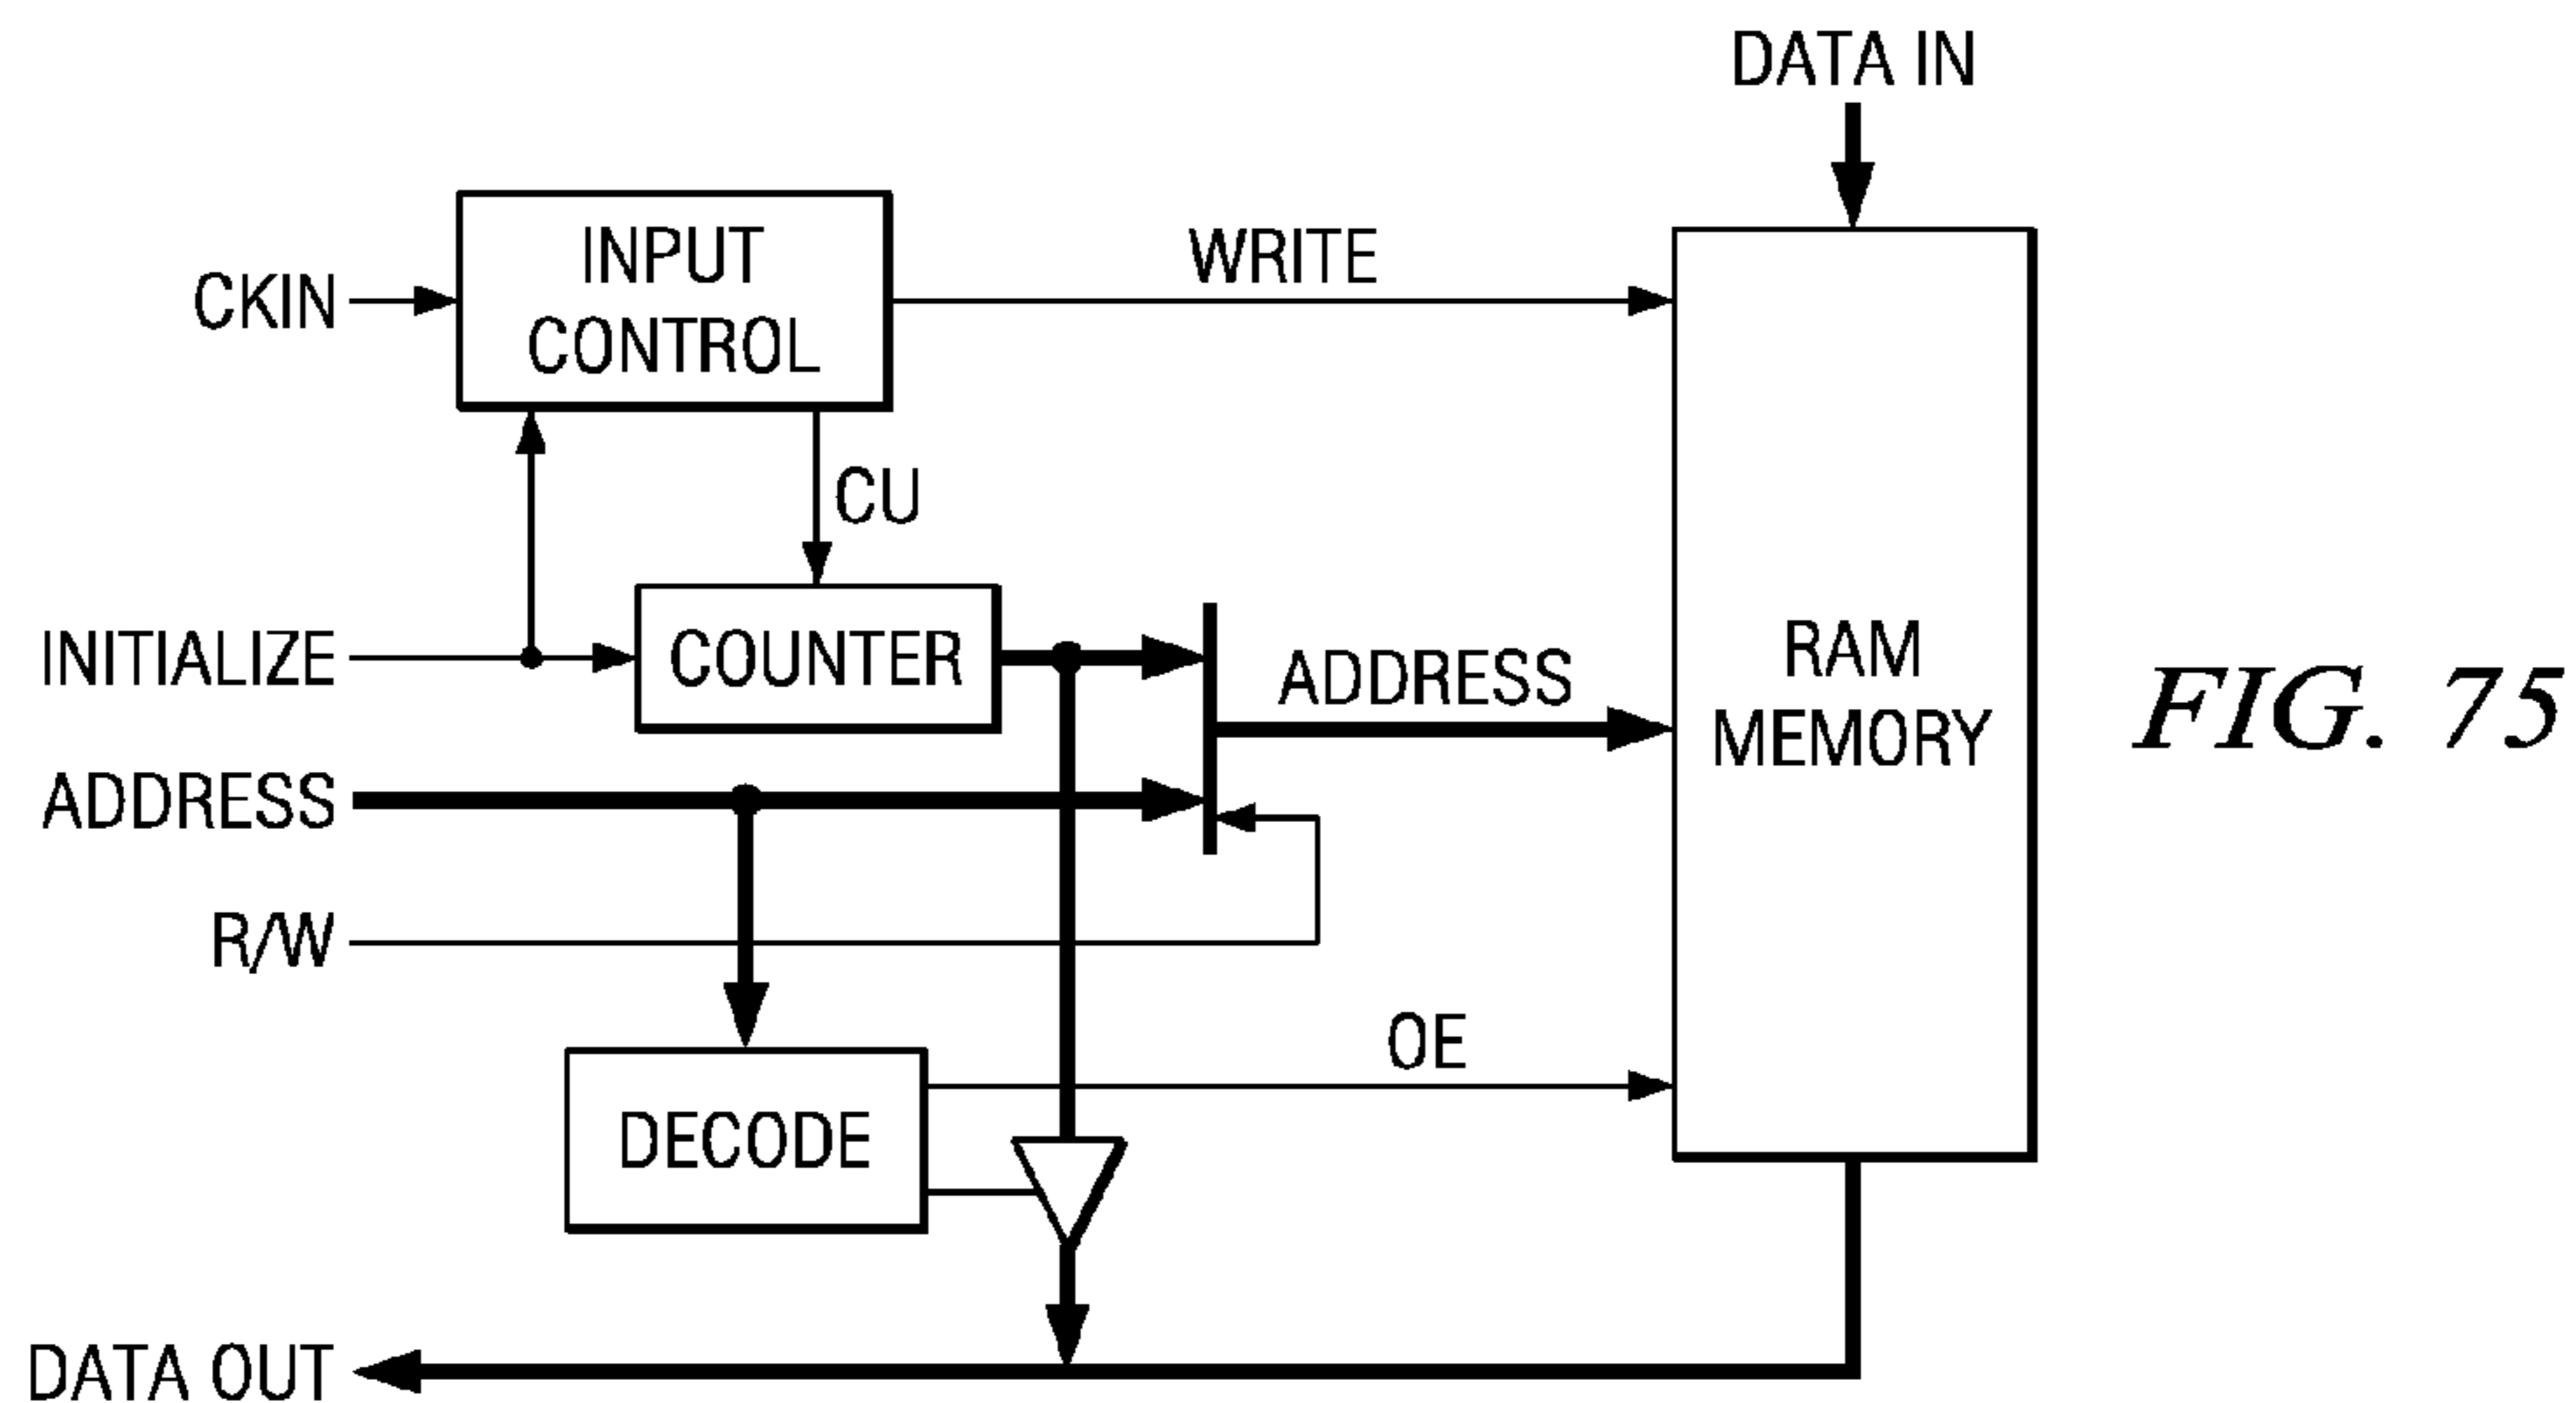 DATA IN
INPUT
CONTROL
WRITE
CKIN
CU
INITIALIZE
COUNTER
ADDRESS
RAM
MEMORY
FIG. 75
ADDRESS
R/W
OE
DECODE
DATA OUT